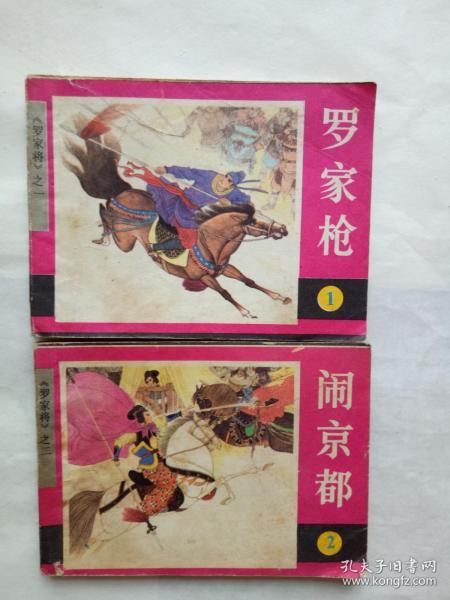 《罗家将》之一
罗家枪
1
《罗家将》之二
闹京都
2
孔夫子旧书网
www.kongfz.com